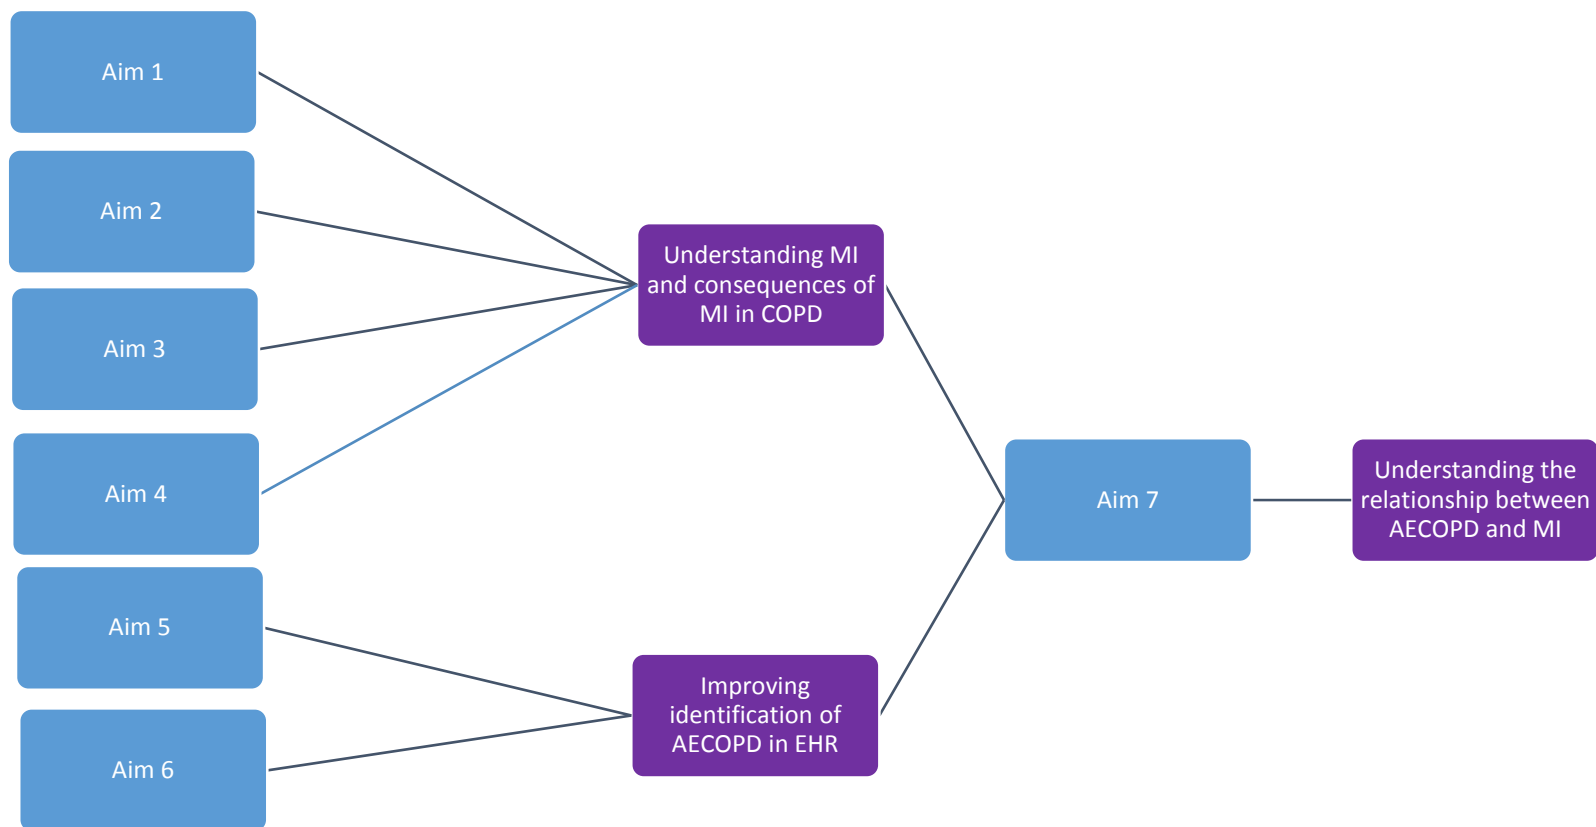 Aim 1
Aim 2
Aim 3
Aim 4
Aim 5
Aim 6
Understanding MI
and consequences of
MI in COPD
Improving
identification of
AECOPD in EHR
Aim 7
Understanding the
relationship between
AECOPD and MI